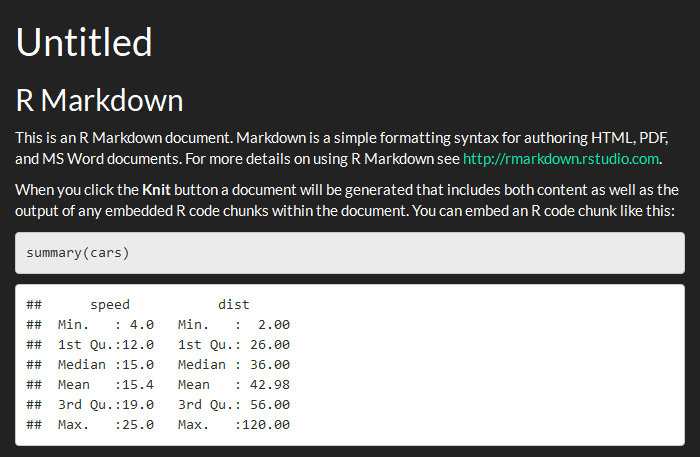 Untitled
R Markdown
This is an R Markdown document. Markdown is a simple formatting syntax for authoring HTML, PDF,
and MS Word documents. For more details on using R Markdown see http://rmarkdown.rstudio.com.
When you click the Knit button a document will be generated that includes both content as well as the
output of any embedded R code chunks within the document. You can embed an R code chunk like this:
summary(cars)
##      speed           dist
##  Min.   : 4.0   Min.   :  2.00
##  1st Qu.:12.0   1st Qu.: 26.00
##  Median :15.0   Median : 36.00
##  Mean   :15.4   Mean   : 42.98
##  3rd Qu.:19.0   3rd Qu.: 56.00
##  Max.   :25.0   Max.   :120.00